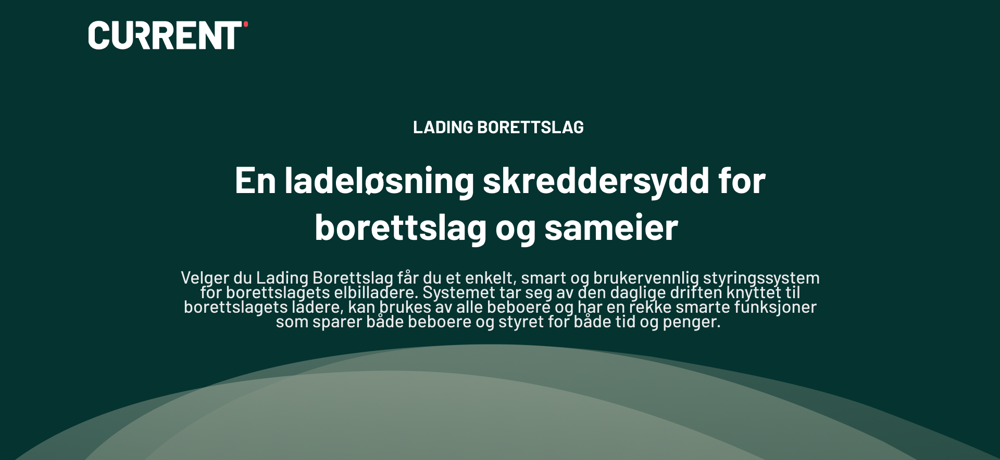 CURRENT
LADING BORETTSLAG
En ladeløsning skreddersydd for
borettslag og sameier
Velger du Lading Borettslag får du et enkelt, smart og brukervennlig styringssystem
for borettslagets elbilladere. Systemet tar seg av den daglige driften knyttet til
borettslagets ladere, kan brukes av alle beboere og har en rekke smarte funksjoner
som sparer både beboere og styret for både tid og penger.